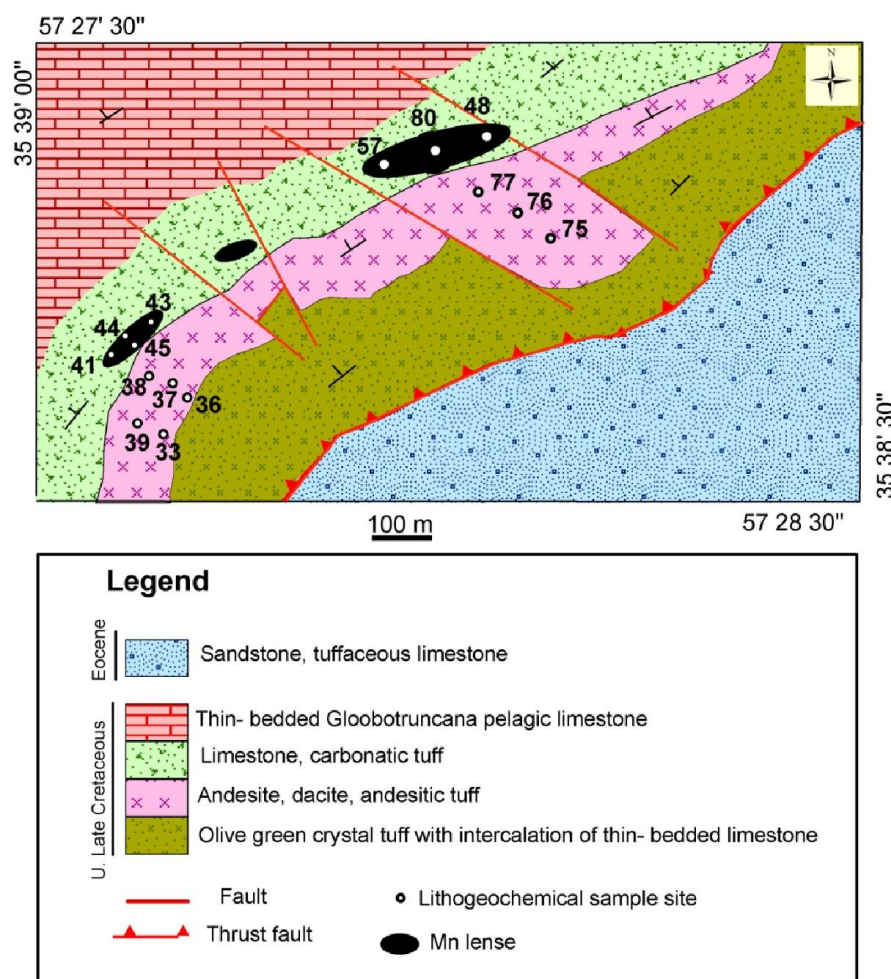 57 27' 30"
N
35 39' 00"
48
80
57
77
76
75
43
44
45
41
38
37
36
39
33
35 38' 30"
100 m
57 28' 30"
Legend
Eocene
Sandstone, tuffaceous limestone
U. Late Cretaceous
Thin- bedded Gloobotruncana pelagic limestone
Limestone, carbonatic tuff
Andesite, dacite, andesitic tuff
Olive green crystal tuff with intercalation of thin- bedded limestone
Fault
Lithogeochemical sample site
Thrust fault
Mn lense